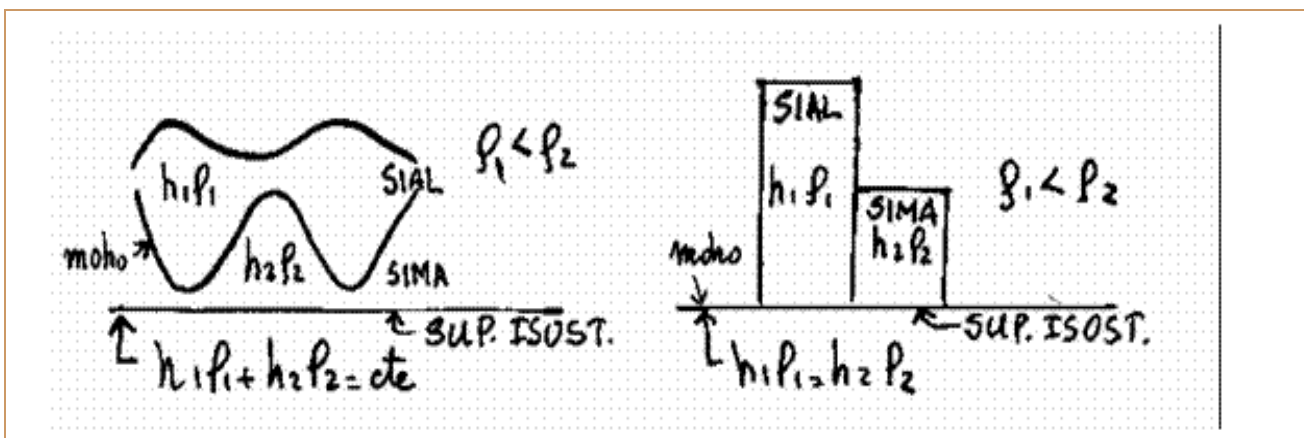 ρ₁ < ρ₂
h₁ρ₁
SIAL
moho
h₂ρ₂
SIMA
SUP. ISOST.
h₁ρ₁ + h₂ρ₂ = cte
SIAL
h₁ρ₁
ρ₁ < ρ₂
SIMA
h₂ρ₂
moho
SUP. ISOST.
h₁ρ₁ = h₂ρ₂